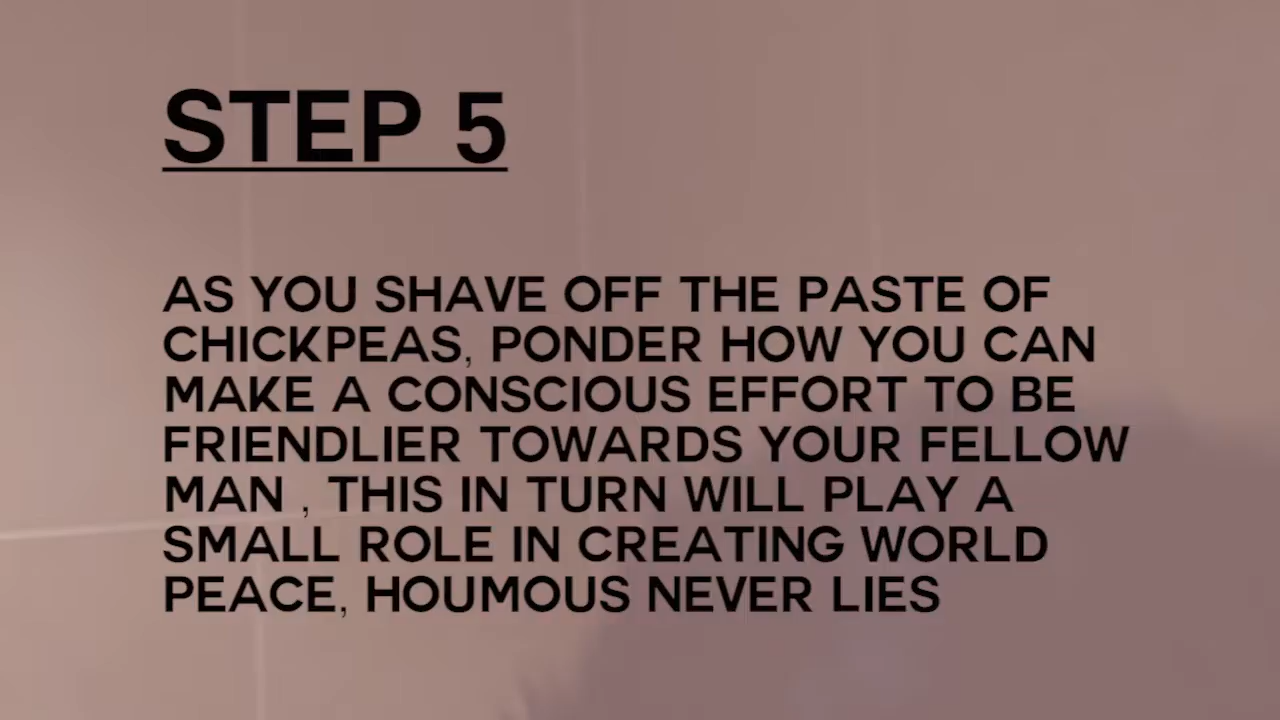 STEP 5
AS YOU SHAVE OFF THE PASTE OF
CHICKPEAS, PONDER HOW YOU CAN
MAKE A CONSCIOUS EFFORT TO BE
FRIENDLIER TOWARDS YOUR FELLOW
MAN , THIS IN TURN WILL PLAY A
SMALL ROLE IN CREATING WORLD
PEACE, HOUMOUS NEVER LIES